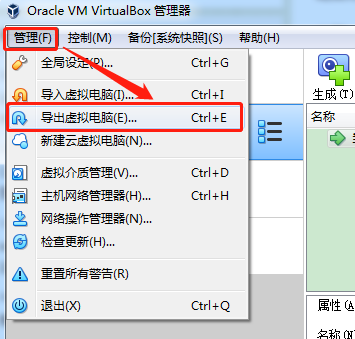 Oracle VM VirtualBox 管理器
管理(F) 控制(M) 备份[系统快照](S) 帮助(H)
全局设定(P)... Ctrl+G
导入虚拟电脑(I)... Ctrl+I
导出虚拟电脑(E)... Ctrl+E
新建云虚拟电脑(N)...
虚拟介质管理(V)... Ctrl+D
主机网络管理器(H)... Ctrl+H
网络操作管理器(N)...
检查更新(H)...
重置所有警告(R)
退出(X) Ctrl+Q
生成(T)
名称
属性(A)
名称(N)